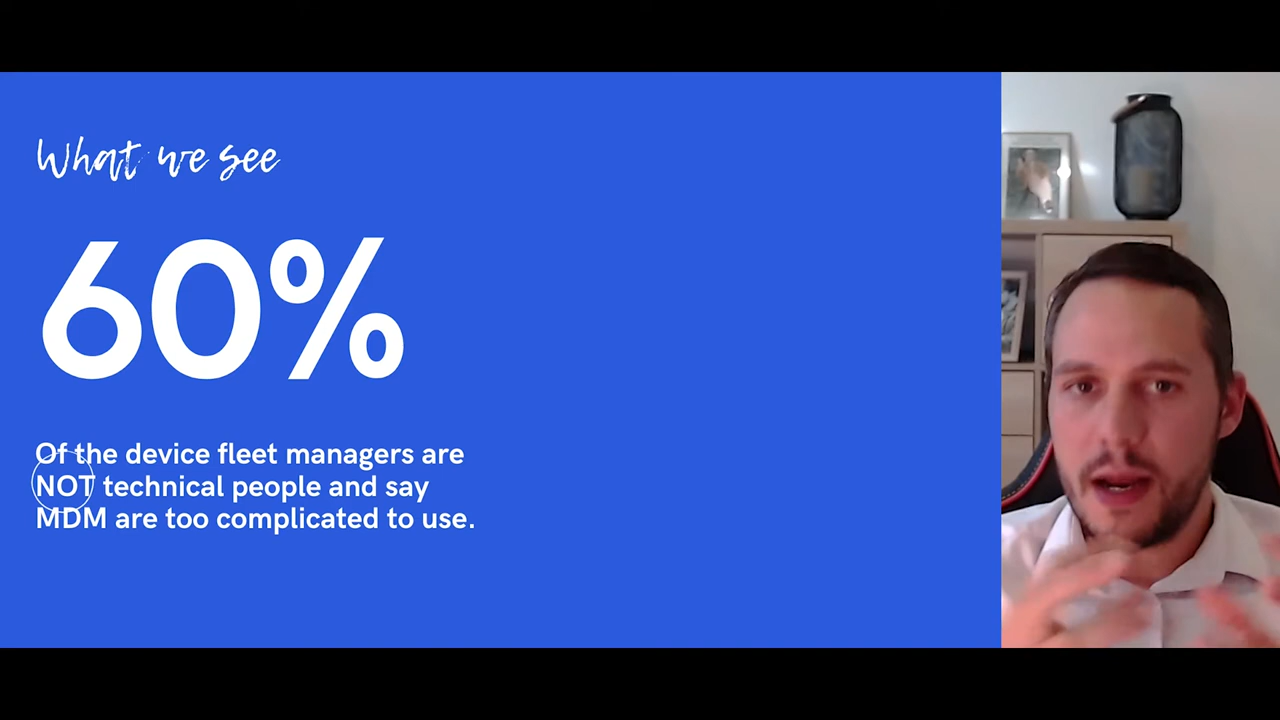 What we see
60%
Of the device fleet managers are
NOT technical people and say
MDM are too complicated to use.